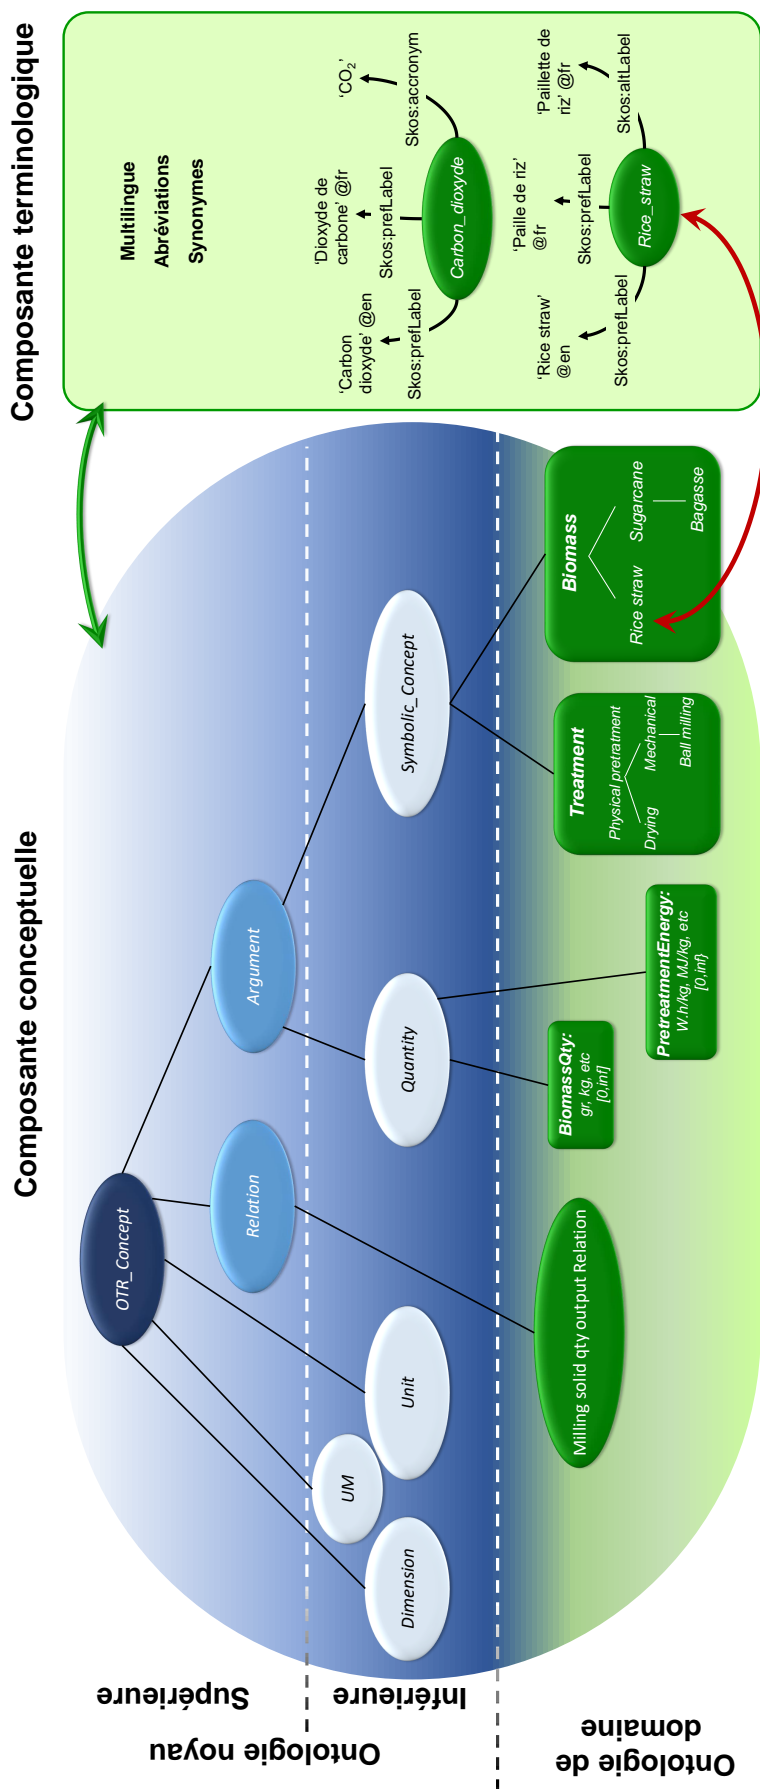 Composante conceptuelle
Composante terminologique
Ontologie noyau
Supérieure
Inférieure
Ontologie de
domaine
OTR_Concept
Relation
Argument
Dimension
UM
Unit
Quantity
Symbolic_Concept
Milling solid qty output Relation
BiomassQty:
gr, kg, etc
[0,inf]
PretreatmentEnergy:
W.h/kg, MJ/kg, etc
[0,inf}
Treatment
Physical pretratment
Drying
Mechanical
Ball milling
Biomass
Rice straw
Sugarcane
Bagasse
Multilingue
Abréviations
Synonymes
‘Carbon
dioxyde’ @en
‘Dioxyde de
carbone’ @fr
‘CO₂’
Skos:prefLabel
Skos:prefLabel
Skos:accronym
Carbon_dioxyde
‘Rice straw’
@en
‘Paille de riz’
@fr
‘Paillette de
riz’ @fr
Skos:prefLabel
Skos:prefLabel
Skos:altLabel
Rice_straw